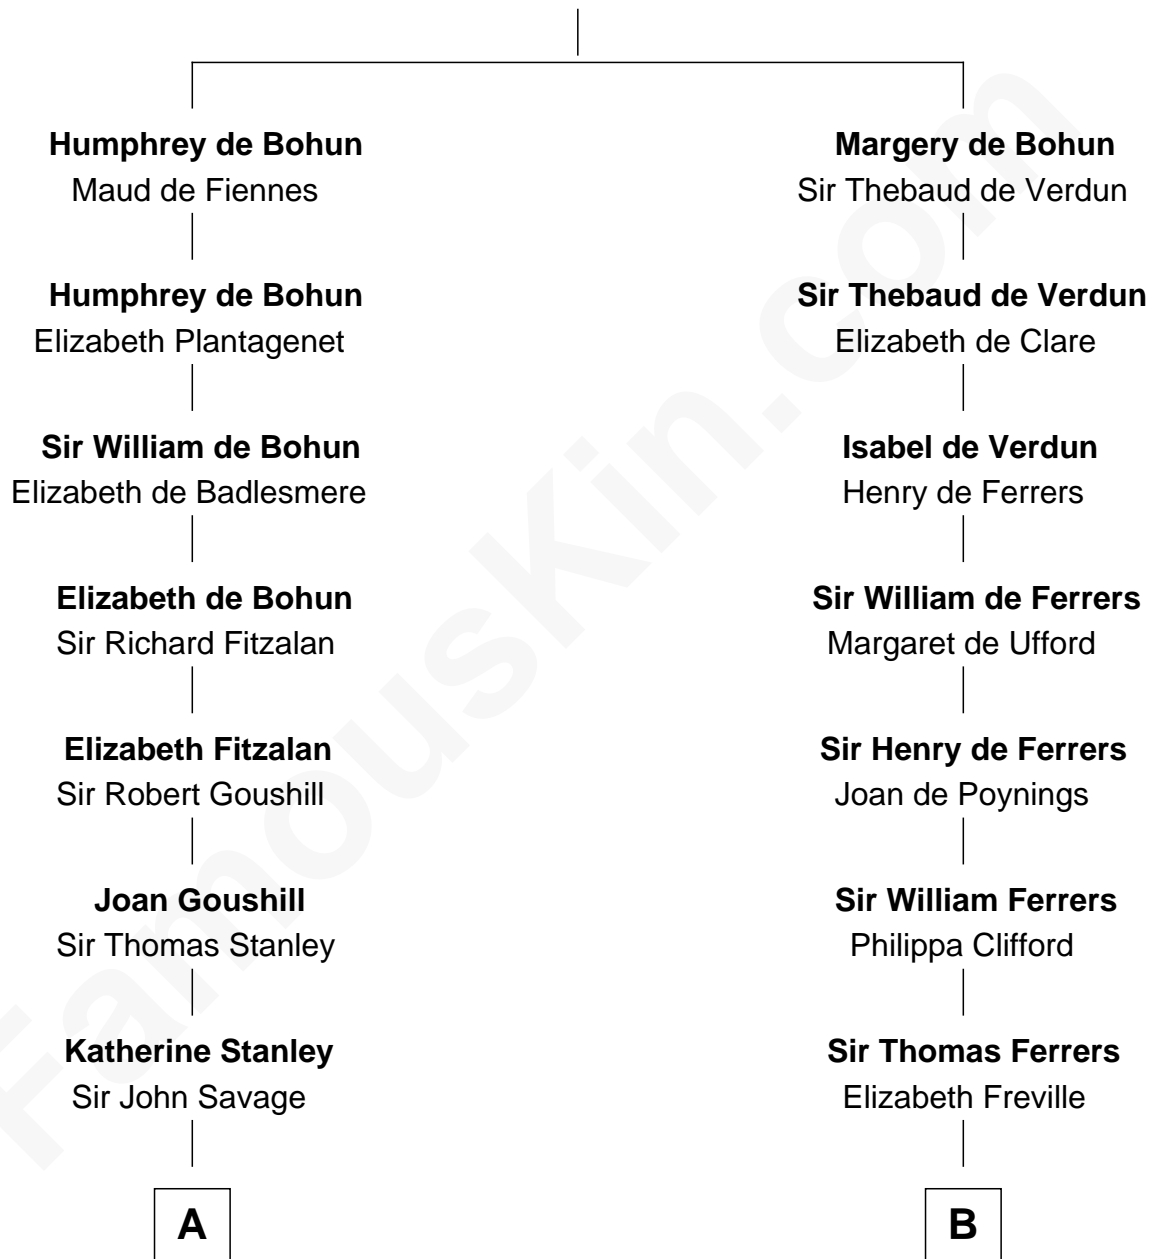 Humphrey de Bohun
Maud de Fiennes
Humphrey de Bohun
Elizabeth Plantagenet
Sir William de Bohun
Elizabeth de Badlesmere
Elizabeth de Bohun
Sir Richard Fitzalan
Elizabeth Fitzalan
Sir Robert Goushill
Joan Goushill
Sir Thomas Stanley
Katherine Stanley
Sir John Savage
A
Margery de Bohun
Sir Thebaud de Verdun
Sir Thebaud de Verdun
Elizabeth de Clare
Isabel de Verdun
Henry de Ferrers
Sir William de Ferrers
Margaret de Ufford
Sir Henry de Ferrers
Joan de Poynings
Sir William Ferrers
Philippa Clifford
Sir Thomas Ferrers
Elizabeth Freville
B
FamousKin.com